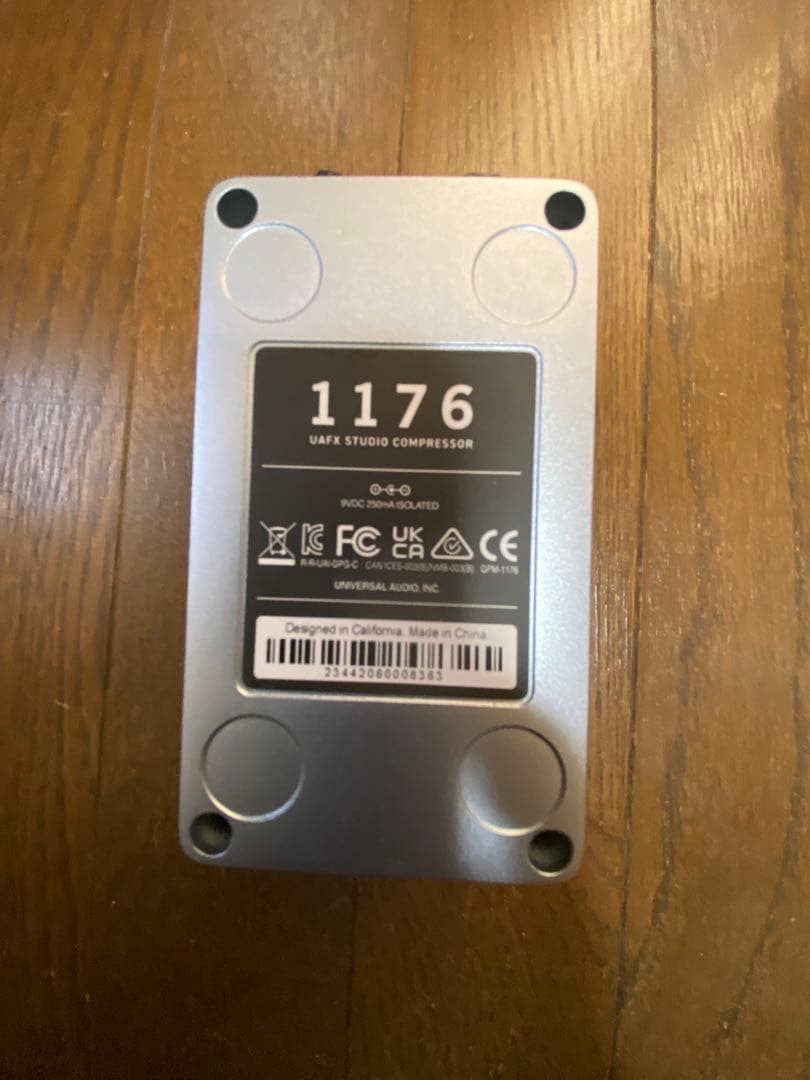 1176
UAFX STUDIO COMPRESSOR
9VDC 250mA ISOLATED
FC UK CA CE
R-R-UAI-GPG-C CAN ICES-003(B)/NMB-003(B) GPM-1176
UNIVERSAL AUDIO, INC.
Designed in California. Made in China
23442060008363